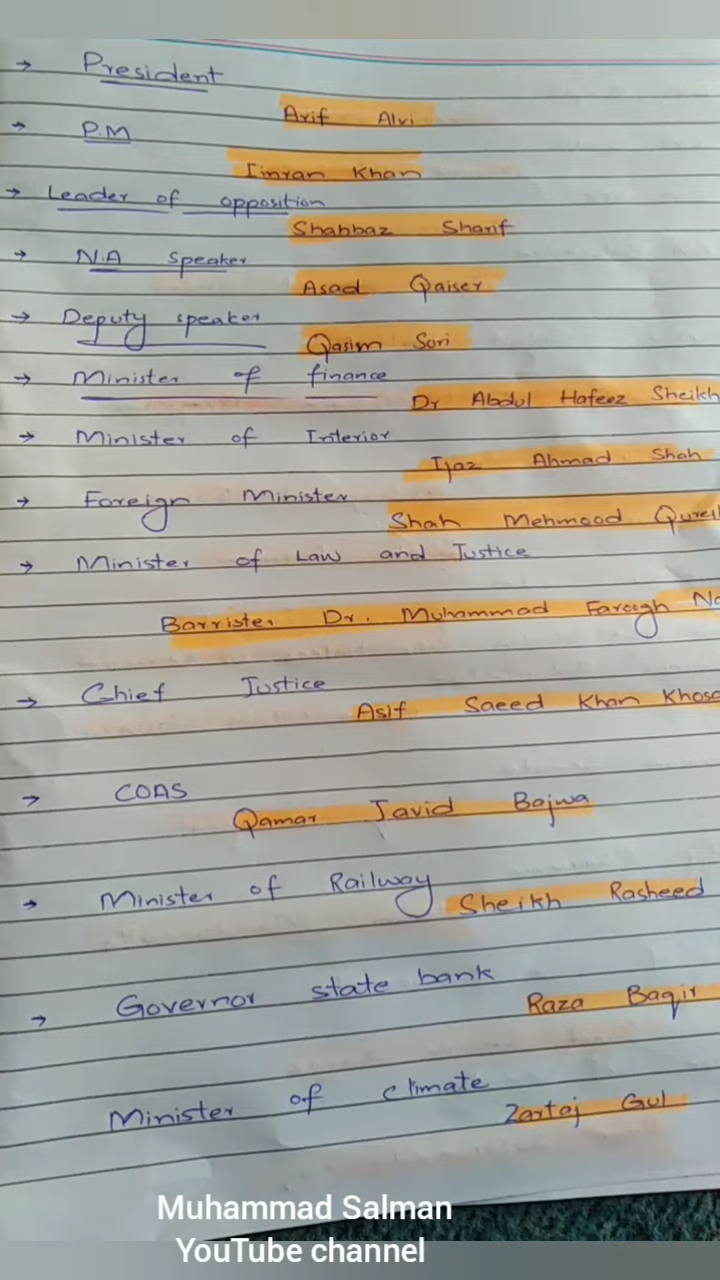 → President
Arif Alvi
→ P.M
Imran Khan
→ Leader of opposition
Shahbaz Sharif
→ N.A speaker
Asad Qaiser
→ Deputy speaker
Qasim Sori
→ Minister of finance
Dr Abdul Hafeez Sheikh
→ Minister of Interior
Ijaz Ahmad Shah
→ Foreign Minister
Shah Mehmood
→ Minister of Law and Justice
Barrister Dr. Muhammad Farogh
→ Chief Justice
Asif Saeed Khan
→ COAS
Qamar Javid Bajwa
→ Minister of Railway
Sheikh Rasheed
→ Governor state bank
Raza Baqir
Minister of climate
Zartaj Gul
Muhammad Salman
YouTube channel